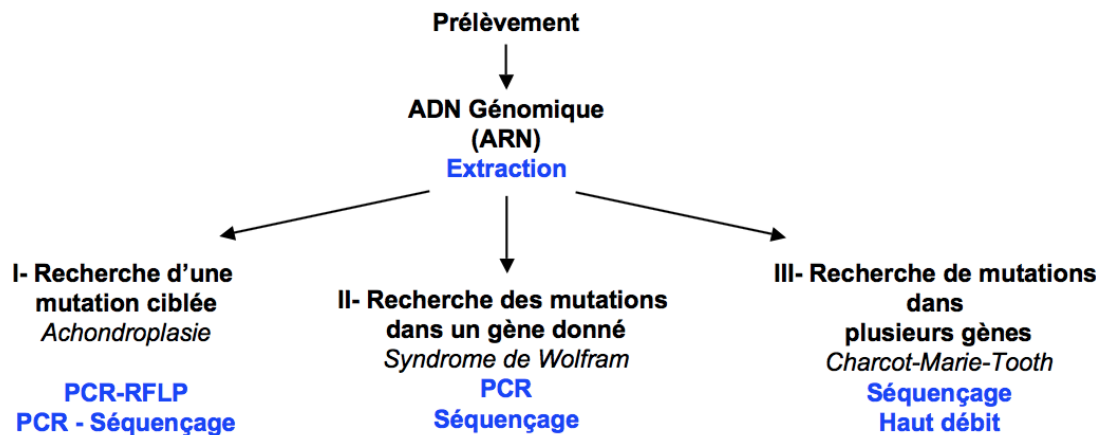 Prélèvement
ADN Génomique
(ARN)
Extraction
I- Recherche d’une
mutation ciblée
Achondroplasie
PCR-RFLP
PCR - Séquençage
II- Recherche des mutations
dans un gène donné
Syndrome de Wolfram
PCR
Séquençage
III- Recherche de mutations
dans
plusieurs gènes
Charcot-Marie-Tooth
Séquençage
Haut débit